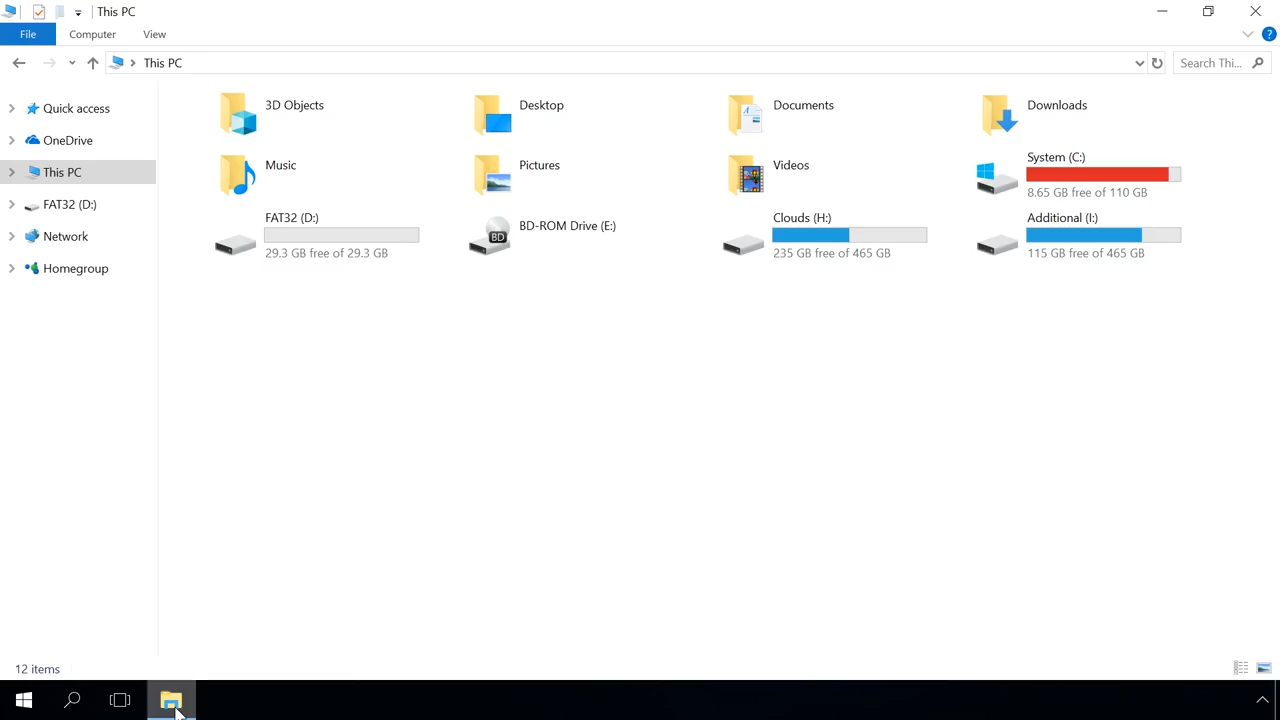 This PC
File
Computer
View
This PC
Search Thi...
Quick access
OneDrive
This PC
FAT32 (D:)
Network
Homegroup
3D Objects
Desktop
Documents
Downloads
Music
Pictures
Videos
System (C:)
8.65 GB free of 110 GB
FAT32 (D:)
29.3 GB free of 29.3 GB
BD
BD-ROM Drive (E:)
Clouds (H:)
235 GB free of 465 GB
Additional (I:)
115 GB free of 465 GB
12 items